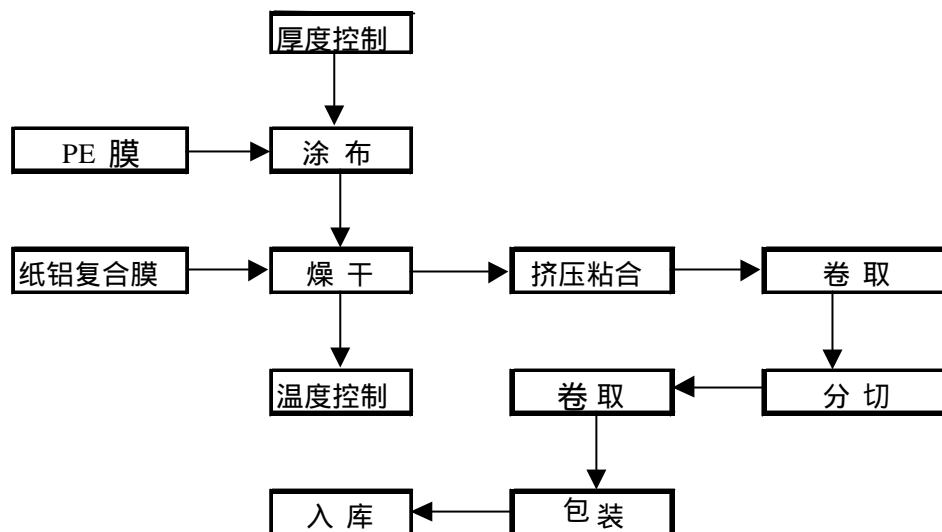 厚度控制
PE 膜
涂 布
纸铝复合膜
燥 干
挤压粘合
卷 取
温度控制
卷 取
分 切
入 库
包 装